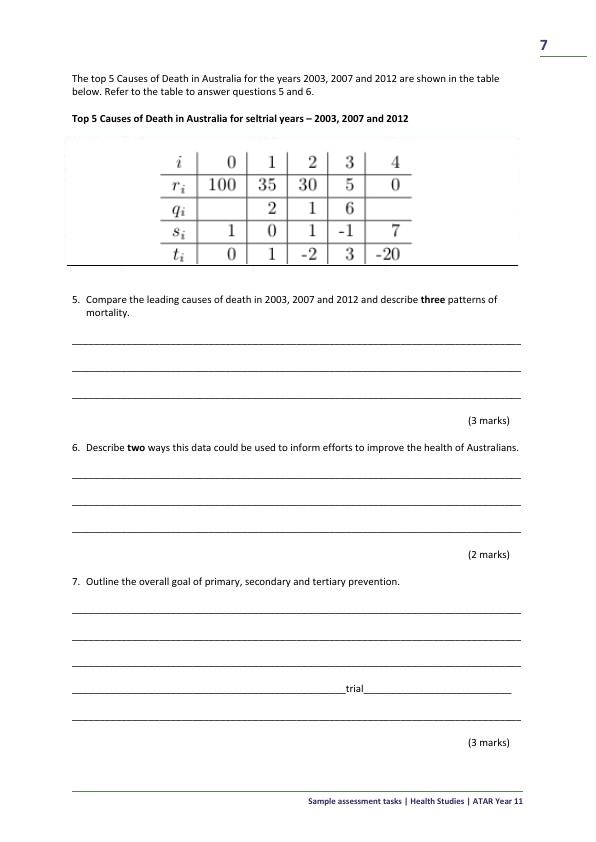 7
The top 5 Causes of Death in Australia for the years 2003, 2007 and 2012 are shown in the table
below. Refer to the table to answer questions 5 and 6.
Top 5 Causes of Death in Australia for seltrial years – 2003, 2007 and 2012
i 0 1 2 3 4
r_i 100 35 30 5 0
q_i 2 1 6
s_i 1 0 1 -1 7
t_i 0 1 -2 3 -20
5. Compare the leading causes of death in 2003, 2007 and 2012 and describe three patterns of
mortality.
(3 marks)
6. Describe two ways this data could be used to inform efforts to improve the health of Australians.
(2 marks)
7. Outline the overall goal of primary, secondary and tertiary prevention.
trial
(3 marks)
Sample assessment tasks | Health Studies | ATAR Year 11